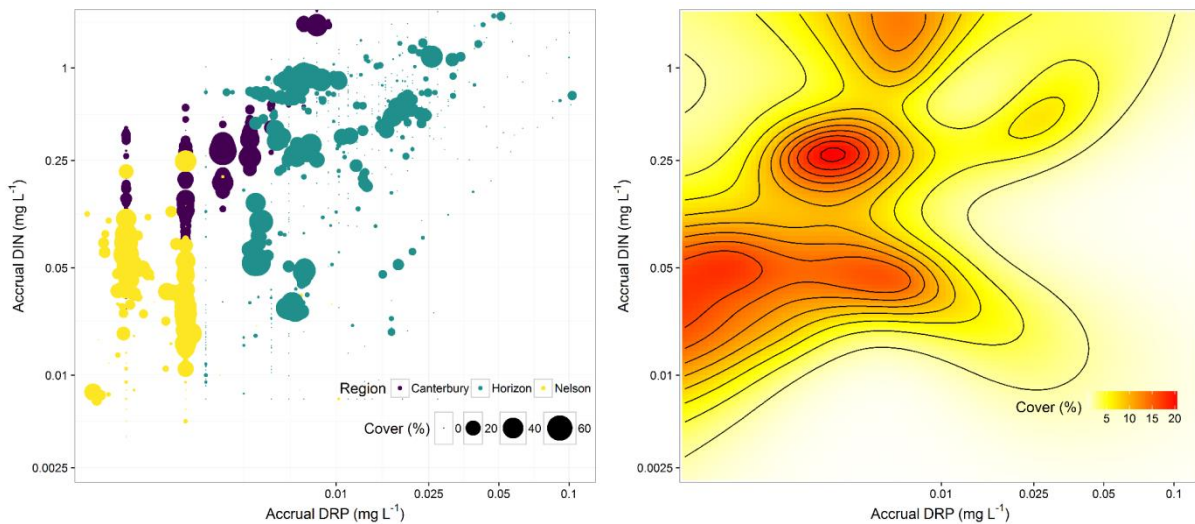 1
0.25
0.05
0.01
0.0025
Accrual DIN (mg L⁻¹)
Region Canterbury Horizon Nelson
Cover (%) 0 20 40 60
0.01 0.025 0.05 0.1
Accrual DRP (mg L⁻¹)
1
0.25
0.05
0.01
0.0025
Accrual DIN (mg L⁻¹)
Cover (%)
5 10 15 20
0.01 0.025 0.05 0.1
Accrual DRP (mg L⁻¹)